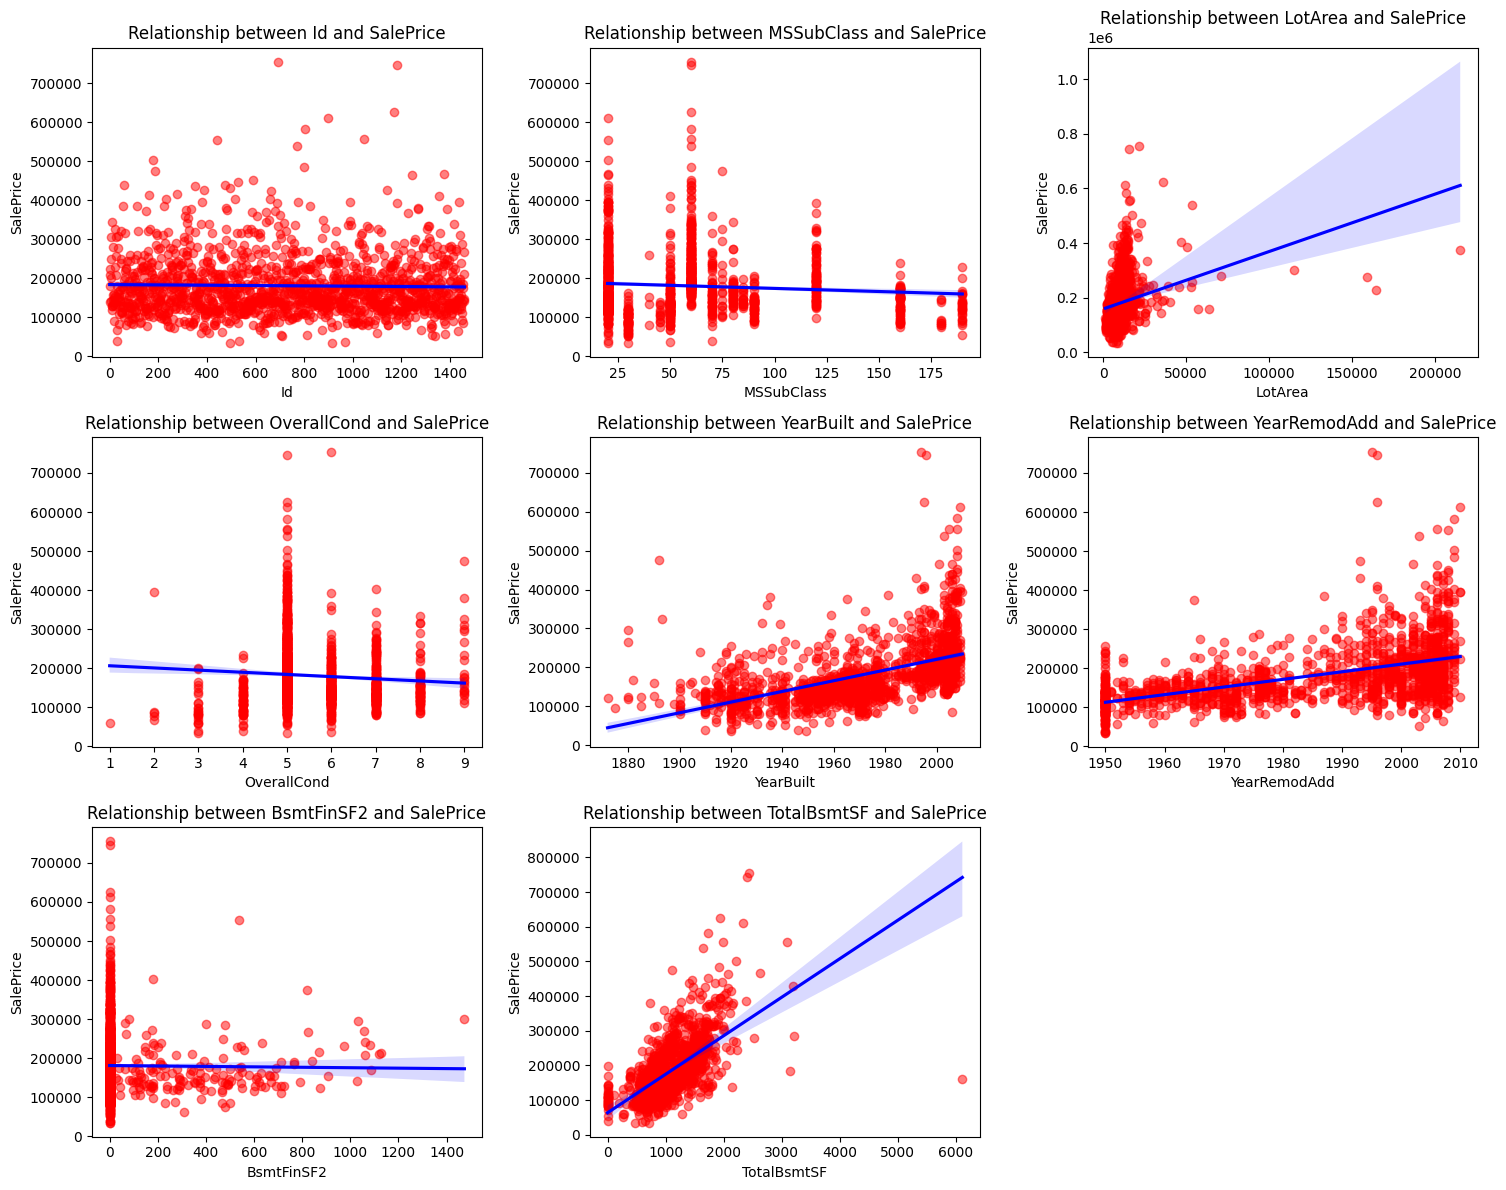 Relationship between Id and SalePrice
700000
600000
500000
400000
300000
200000
100000
0
SalePrice
0 200 400 600 800 1000 1200 1400
Id
Relationship between MSSubClass and SalePrice
700000
600000
500000
400000
300000
200000
100000
0
SalePrice
25 50 75 100 125 150 175
MSSubClass
Relationship between LotArea and SalePrice
1e6
1.0
0.8
0.6
0.4
0.2
0.0
SalePrice
0 50000 100000 150000 200000
LotArea
Relationship between OverallCond and SalePrice
700000
600000
500000
400000
300000
200000
100000
0
SalePrice
1 2 3 4 5 6 7 8 9
OverallCond
Relationship between YearBuilt and SalePrice
700000
600000
500000
400000
300000
200000
100000
0
SalePrice
1880 1900 1920 1940 1960 1980 2000
YearBuilt
Relationship between YearRemodAdd and SalePrice
700000
600000
500000
400000
300000
200000
100000
0
SalePrice
1950 1960 1970 1980 1990 2000 2010
YearRemodAdd
Relationship between BsmtFinSF2 and SalePrice
700000
600000
500000
400000
300000
200000
100000
0
SalePrice
0 200 400 600 800 1000 1200 1400
BsmtFinSF2
Relationship between TotalBsmtSF and SalePrice
800000
700000
600000
500000
400000
300000
200000
100000
0
SalePrice
0 1000 2000 3000 4000 5000 6000
TotalBsmtSF